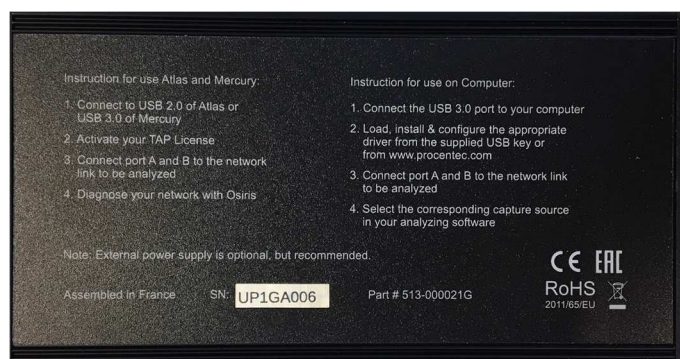 Instruction for use Atlas and Mercury:
1. Connect to USB 2.0 of Atlas or
USB 3.0 of Mercury
2. Activate your TAP License
3. Connect port A and B to the network
link to be analyzed
4. Diagnose your network with Osiris
Instruction for use on Computer:
1. Connect the USB 3.0 port to your computer
2. Load, install & configure the appropriate
driver from the supplied USB key or
from www.procentec.com
3. Connect port A and B to the network link
to be analyzed
4. Select the corresponding capture source
in your analyzing software
Note: External power supply is optional, but recommended.
CE EAC
Assembled in France SN: UP1GA006 Part # 513-000021G
RoHS
2011/65/EU